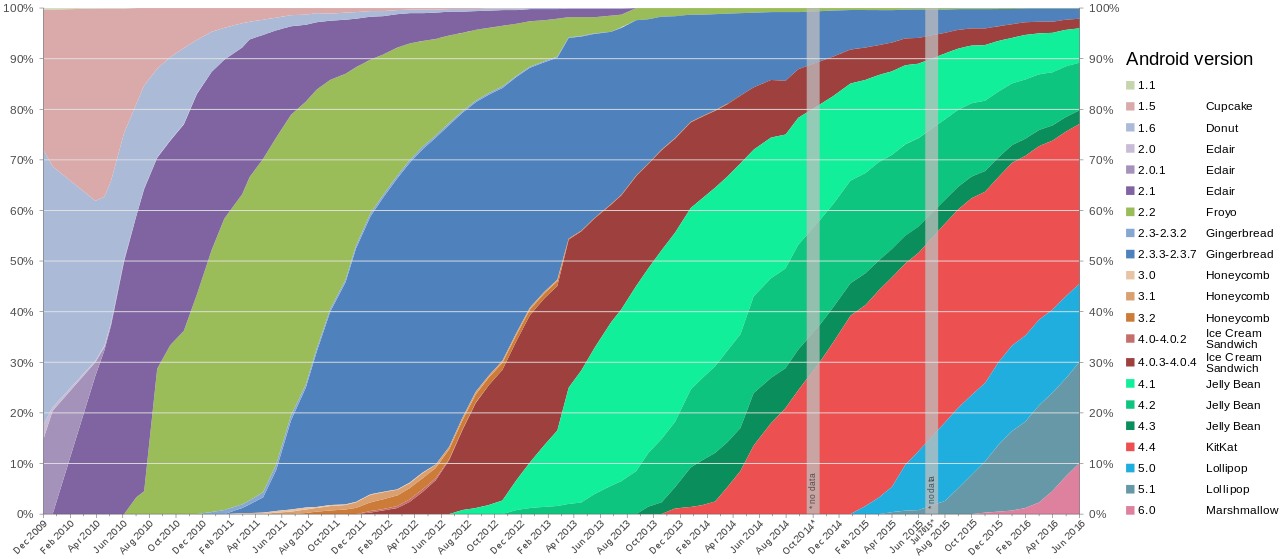 100%
90%
80%
70%
60%
50%
40%
30%
20%
10%
0%
100%
90%
80%
70%
60%
50%
40%
30%
20%
10%
0%
* no data
* no data
Dec 2009
Feb 2010
Apr 2010
Jun 2010
Aug 2010
Oct 2010
Dec 2010
Feb 2011
Apr 2011
Jun 2011
Aug 2011
Oct 2011
Dec 2011
Feb 2012
Apr 2012
Jun 2012
Aug 2012
Oct 2012
Dec 2012
Feb 2013
Apr 2013
Jun 2013
Aug 2013
Oct 2013
Dec 2013
Feb 2014
Apr 2014
Jun 2014
Aug 2014
Oct 2014*
Dec 2014
Feb 2015
Apr 2015
Jun 2015
Jul 2015*
Aug 2015
Oct 2015
Dec 2015
Feb 2016
Apr 2016
Jun 2016
Android version
1.1
1.5 Cupcake
1.6 Donut
2.0 Eclair
2.0.1 Eclair
2.1 Eclair
2.2 Froyo
2.3-2.3.2 Gingerbread
2.3.3-2.3.7 Gingerbread
3.0 Honeycomb
3.1 Honeycomb
3.2 Honeycomb
4.0-4.0.2 Ice Cream
Sandwich
4.0.3-4.0.4 Ice Cream
Sandwich
4.1 Jelly Bean
4.2 Jelly Bean
4.3 Jelly Bean
4.4 KitKat
5.0 Lollipop
5.1 Lollipop
6.0 Marshmallow